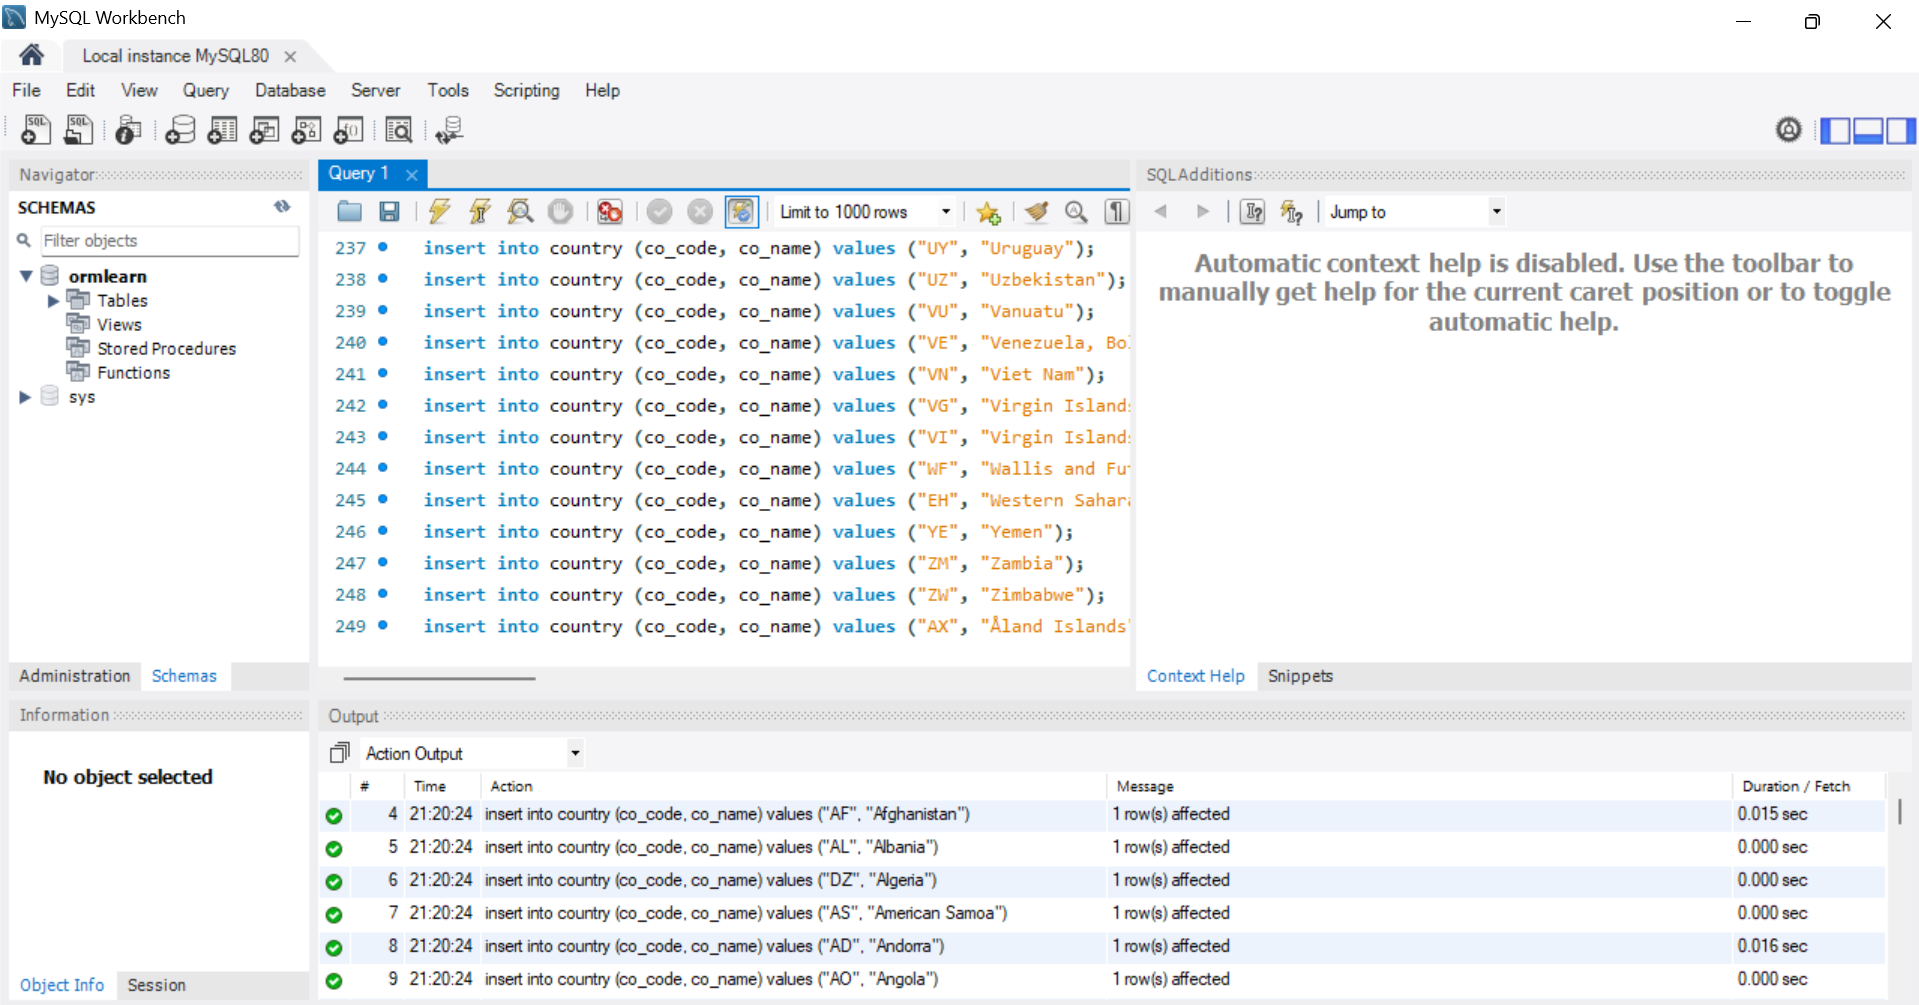 MySQL Workbench
Local instance MySQL80
File Edit View Query Database Server Tools Scripting Help
Navigator
SCHEMAS
Filter objects
ormlearn
Tables
Views
Stored Procedures
Functions
sys
Administration Schemas
Query 1
Limit to 1000 rows
237 insert into country (co_code, co_name) values ("UY", "Uruguay");
238 insert into country (co_code, co_name) values ("UZ", "Uzbekistan");
239 insert into country (co_code, co_name) values ("VU", "Vanuatu");
240 insert into country (co_code, co_name) values ("VE", "Venezuela, Bo
241 insert into country (co_code, co_name) values ("VN", "Viet Nam");
242 insert into country (co_code, co_name) values ("VG", "Virgin Islands
243 insert into country (co_code, co_name) values ("VI", "Virgin Islands
244 insert into country (co_code, co_name) values ("WF", "Wallis and Fu
245 insert into country (co_code, co_name) values ("EH", "Western Sahar
246 insert into country (co_code, co_name) values ("YE", "Yemen");
247 insert into country (co_code, co_name) values ("ZM", "Zambia");
248 insert into country (co_code, co_name) values ("ZW", "Zimbabwe");
249 insert into country (co_code, co_name) values ("AX", "Åland Islands
SQLAdditions
Jump to
Automatic context help is disabled. Use the toolbar to
manually get help for the current caret position or to toggle
automatic help.
Context Help Snippets
Information
No object selected
Object Info Session
Output
Action Output
# Time Action Message Duration / Fetch
4 21:20:24 insert into country (co_code, co_name) values ("AF", "Afghanistan") 1 row(s) affected 0.015 sec
5 21:20:24 insert into country (co_code, co_name) values ("AL", "Albania") 1 row(s) affected 0.000 sec
6 21:20:24 insert into country (co_code, co_name) values ("DZ", "Algeria") 1 row(s) affected 0.000 sec
7 21:20:24 insert into country (co_code, co_name) values ("AS", "American Samoa") 1 row(s) affected 0.000 sec
8 21:20:24 insert into country (co_code, co_name) values ("AD", "Andorra") 1 row(s) affected 0.016 sec
9 21:20:24 insert into country (co_code, co_name) values ("AO", "Angola") 1 row(s) affected 0.000 sec